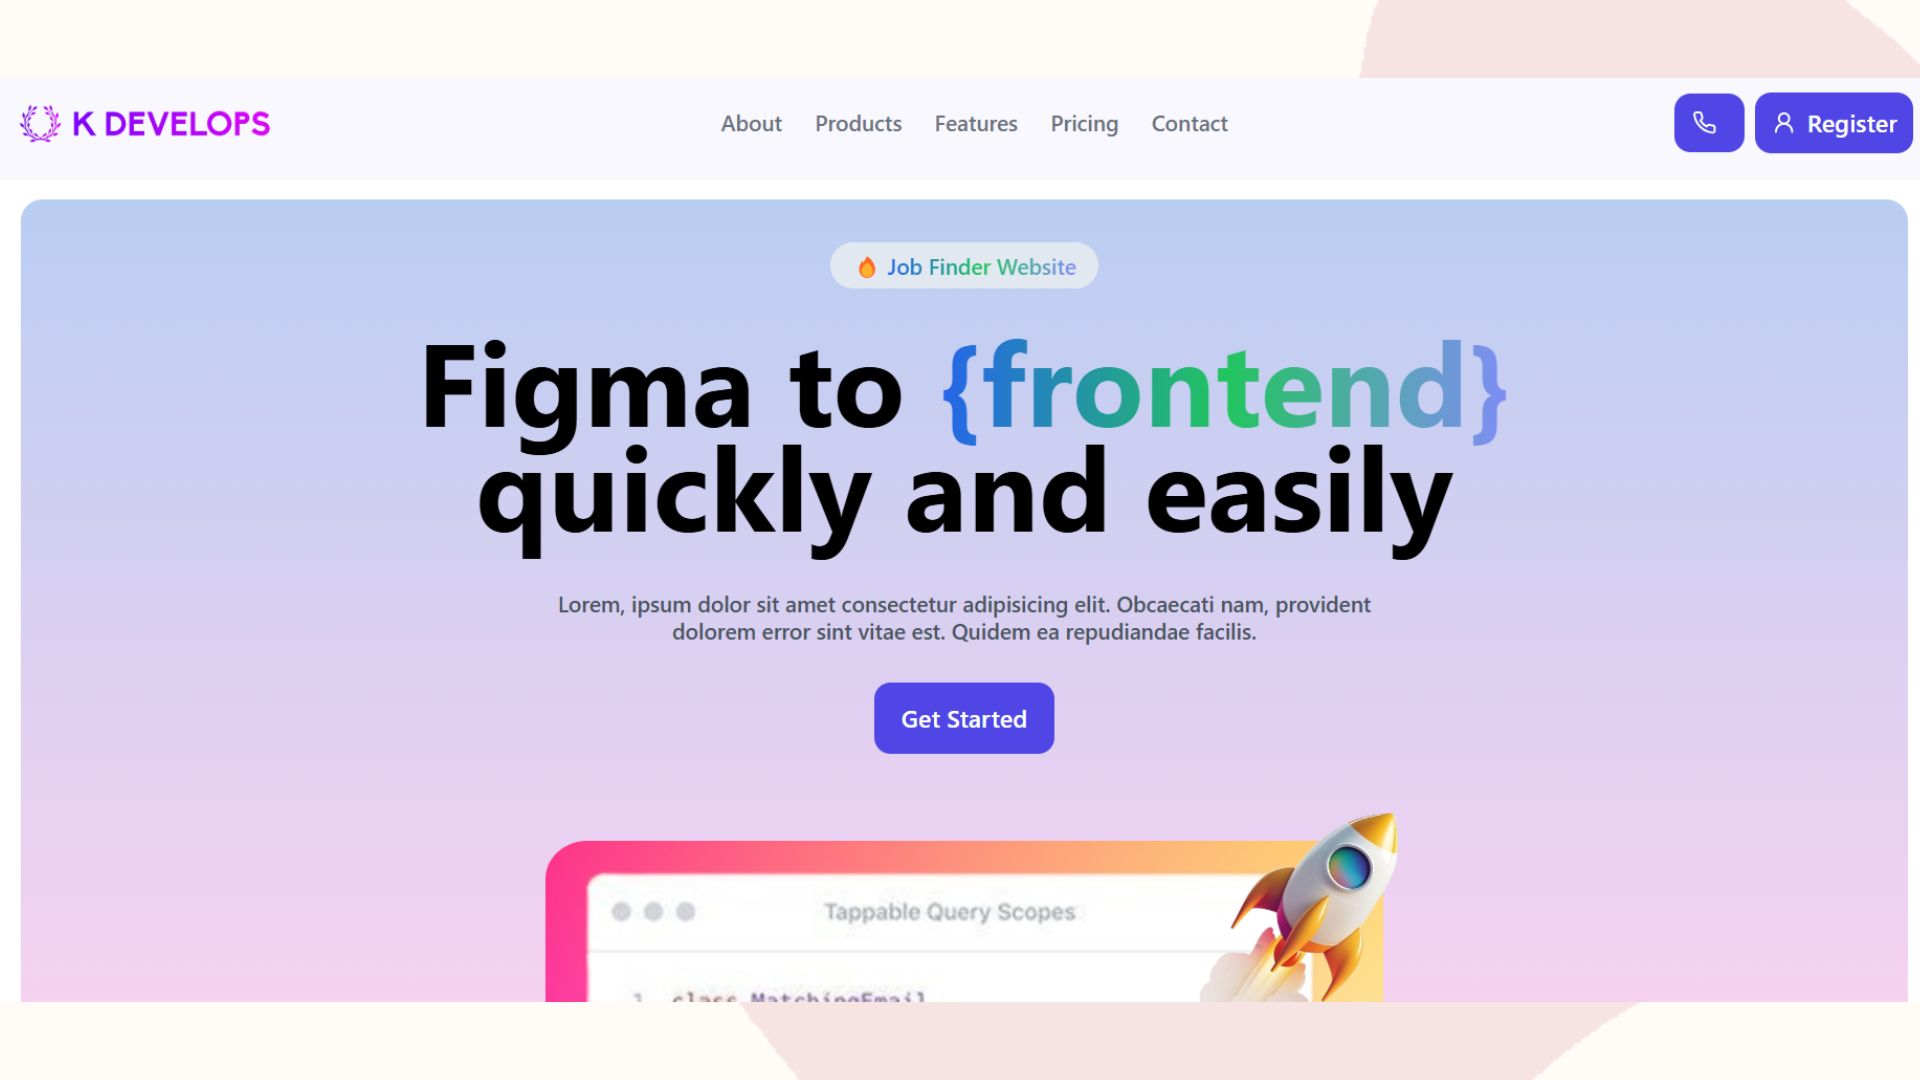 K DEVELOPS
About Products Features Pricing Contact
Register
🔥 Job Finder Website
Figma to {frontend}
quickly and easily
Lorem, ipsum dolor sit amet consectetur adipisicing elit. Obcaecati nam, provident
dolorem error sint vitae est. Quidem ea repudiandae facilis.
Get Started
Tappable Query Scopes
1 class MatchingEmail